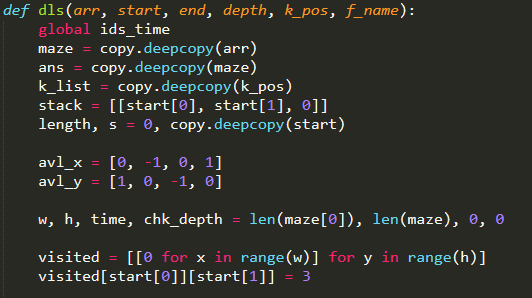 def dls(arr, start, end, depth, k_pos, f_name):
    global ids_time
    maze = copy.deepcopy(arr)
    ans = copy.deepcopy(maze)
    k_list = copy.deepcopy(k_pos)
    stack = [[start[0], start[1], 0]]
    length, s = 0, copy.deepcopy(start)

    avl_x = [0, -1, 0, 1]
    avl_y = [1, 0, -1, 0]

    w, h, time, chk_depth = len(maze[0]), len(maze), 0, 0

    visited = [[0 for x in range(w)] for y in range(h)]
    visited[start[0]][start[1]] = 3